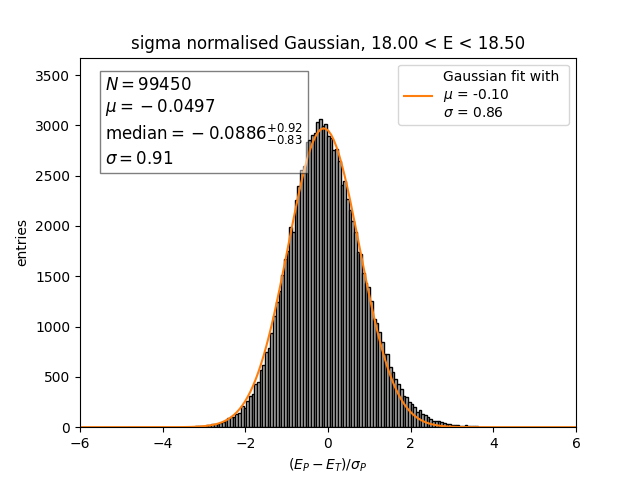 sigma normalised Gaussian, 18.00 < E < 18.50
N = 99450
μ = −0.0497
median = −0.0886 +0.92 −0.83
σ = 0.91
Gaussian fit with
μ = -0.10
σ = 0.86
entries
3500
3000
2500
2000
1500
1000
500
0
−6 −4 −2 0 2 4 6
(E_P − E_T)/σ_P